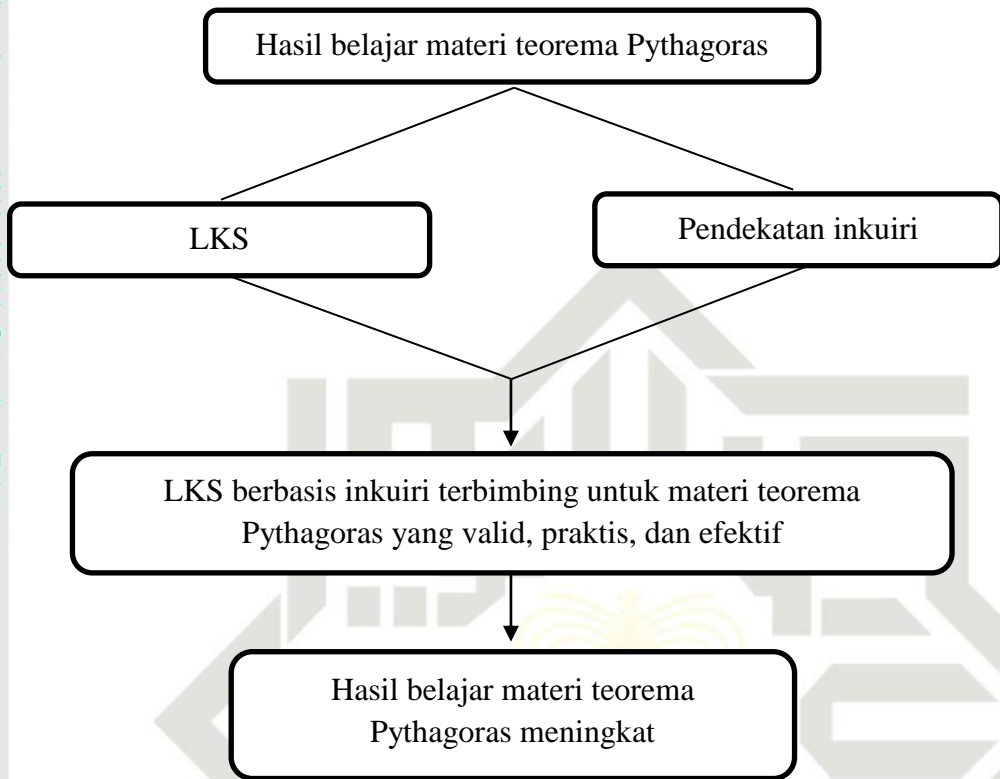 Hasil belajar materi teorema Pythagoras
LKS
Pendekatan inkuiri
LKS berbasis inkuiri terbimbing untuk materi teorema
Pythagoras yang valid, praktis, dan efektif
Hasil belajar materi teorema
Pythagoras meningkat